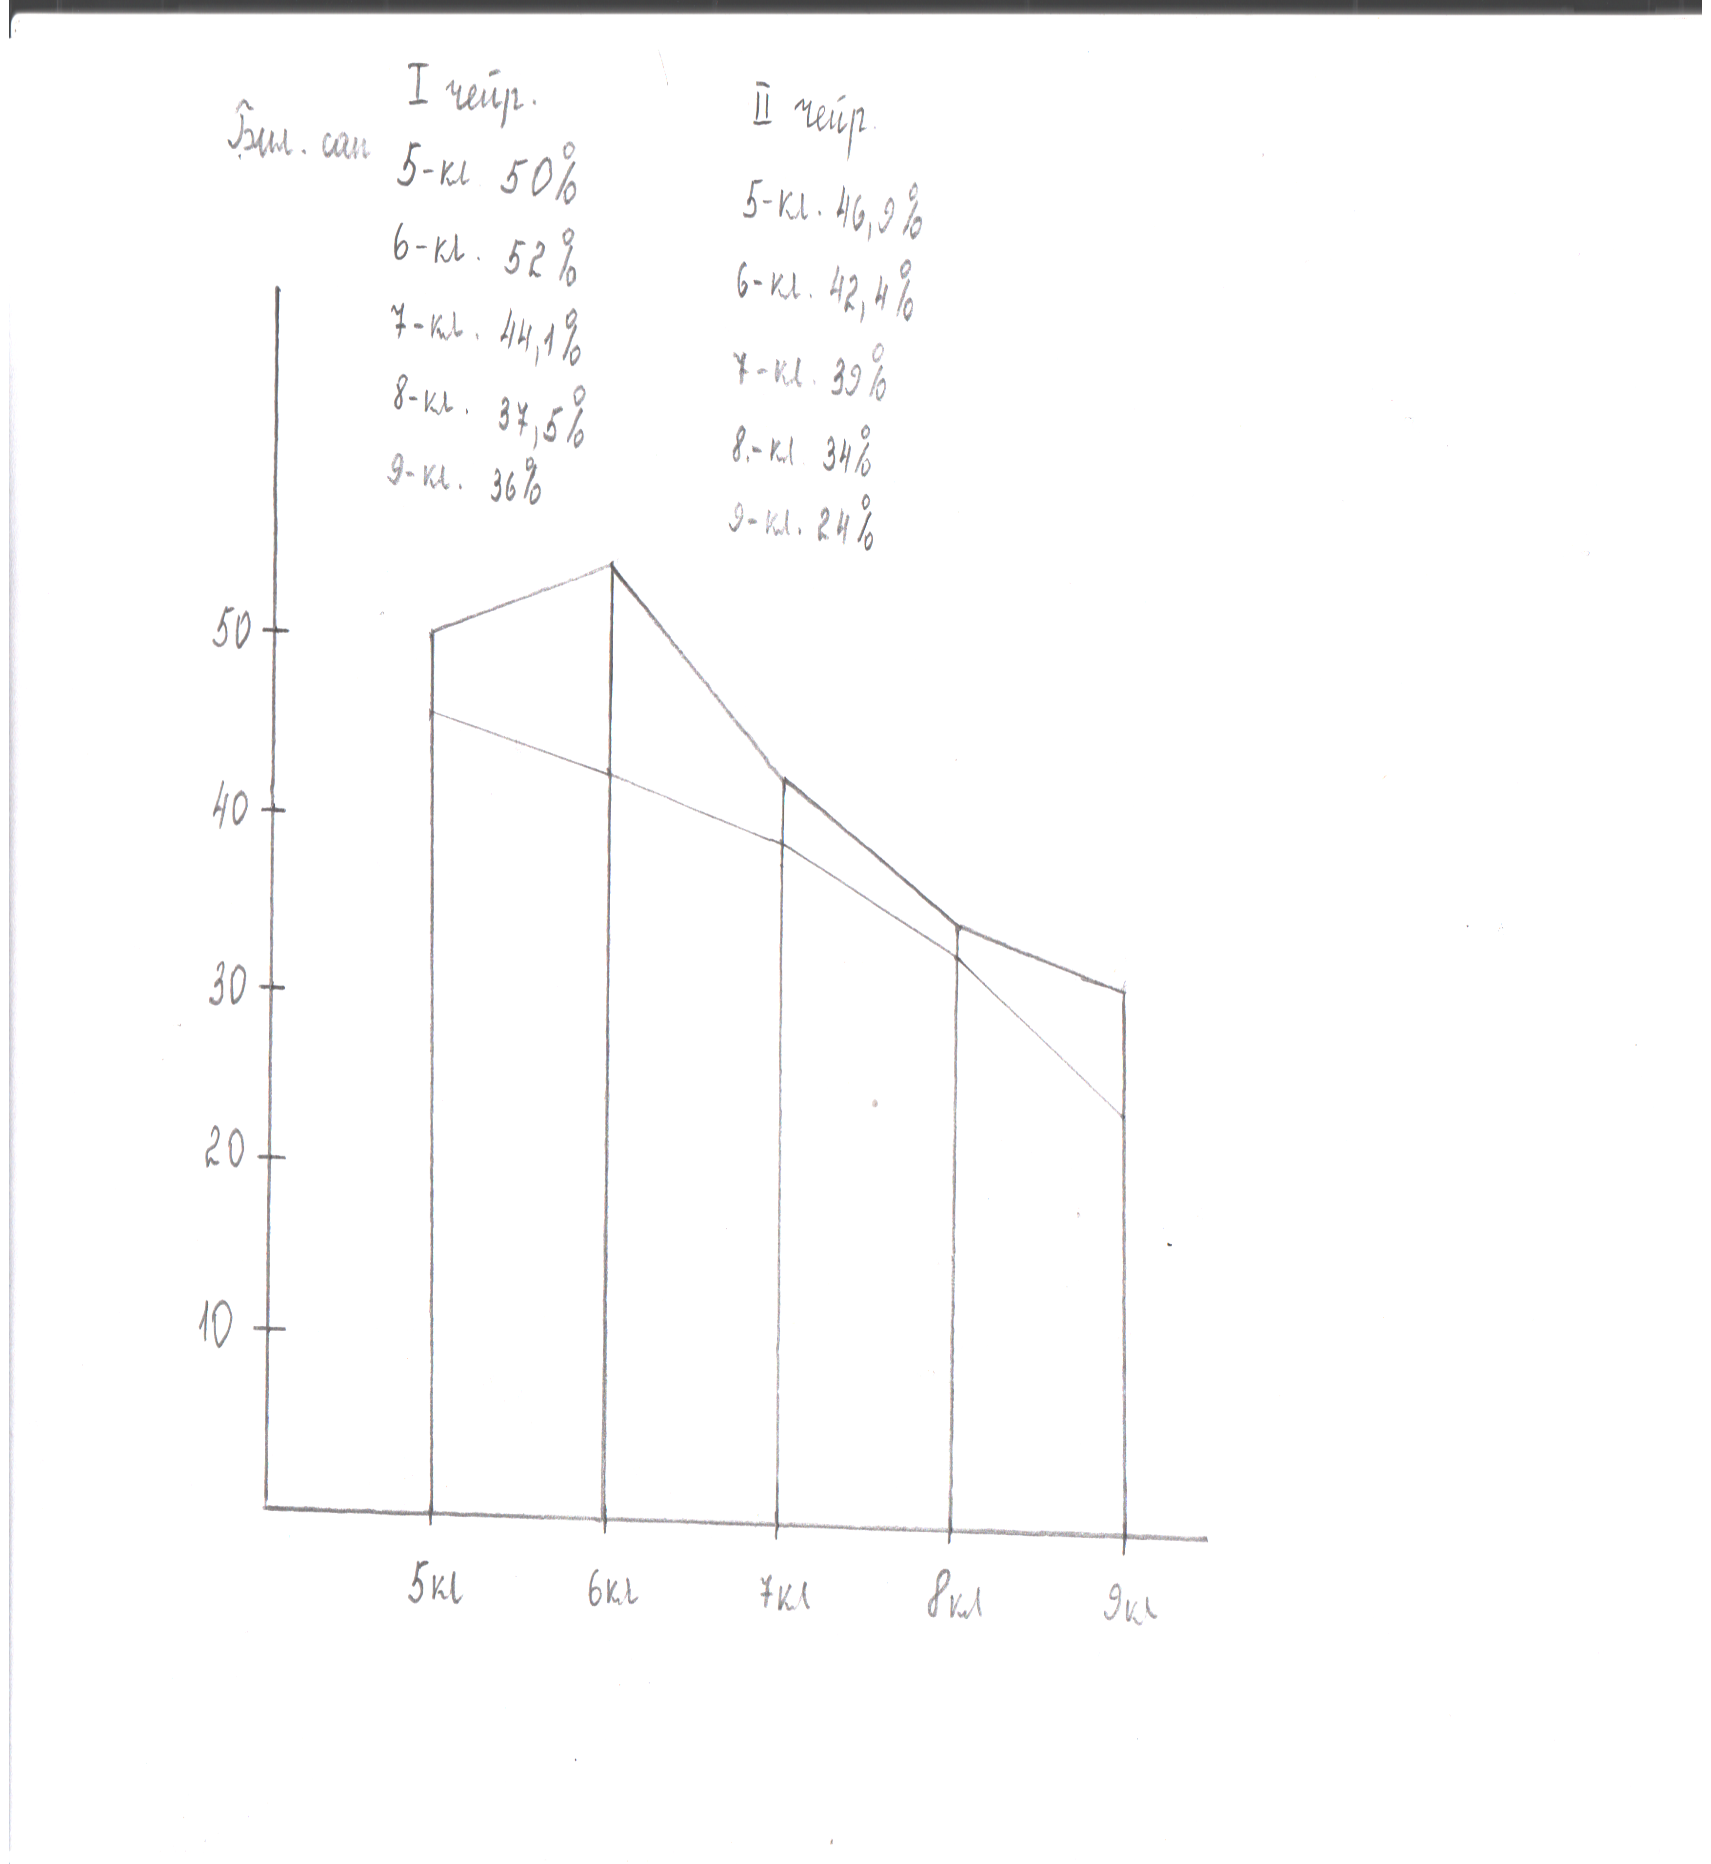 Бил. сан
I чейр.
5-кл 50%
6-кл. 52%
7-кл. 44,1%
8-кл. 37,5%
9-кл. 36%
II чейр.
5-кл. 46,9%
6-кл. 42,4%
7-кл. 39%
8.-кл 34%
9-кл. 24%
50
40
30
20
10
5кл 6кл 7кл 8кл 9кл